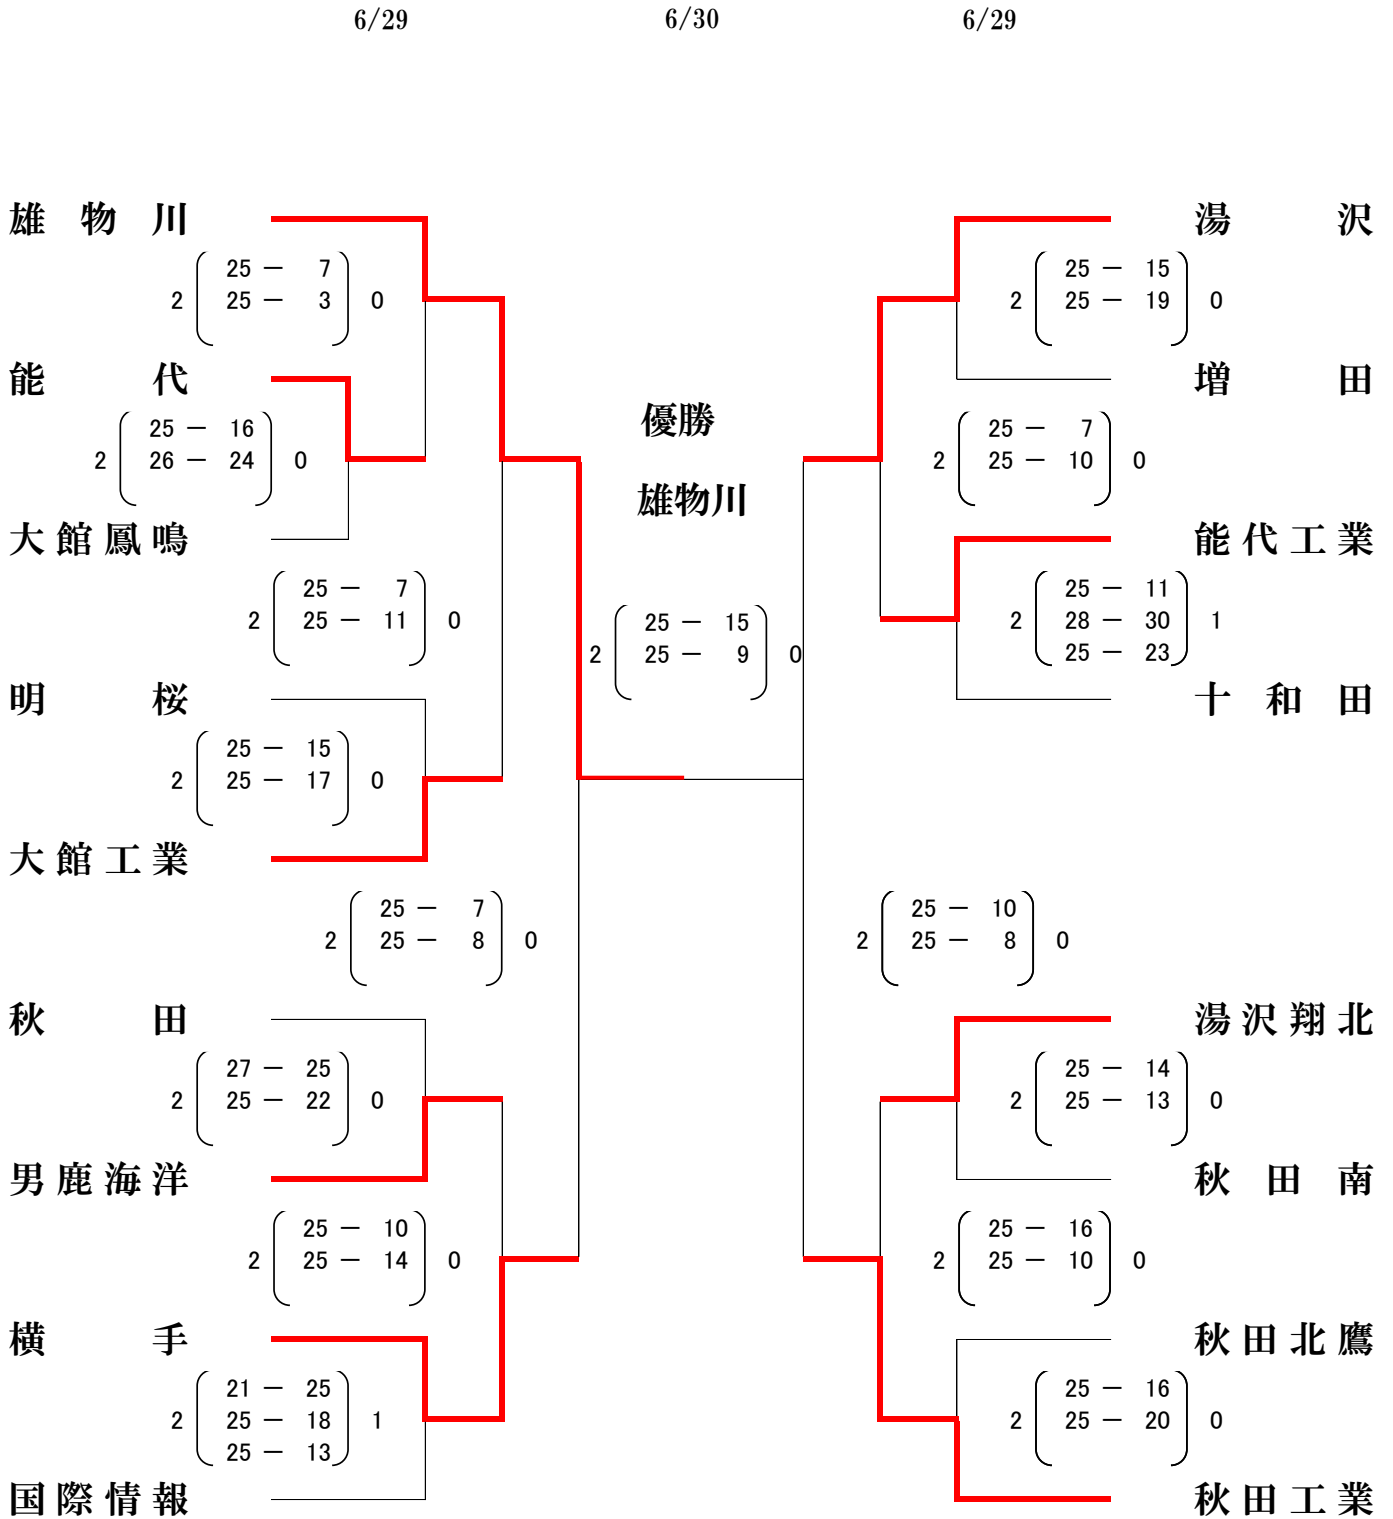 6/29 6/30 6/29
雄物川 湯沢
25 － 7 25 － 15
2 25 － 3 0 2 25 － 19 0
能代 増田
優勝
25 － 16 25 － 7
2 26 － 24 0 2 25 － 10 0
雄物川
大館鳳鳴 能代工業
25 － 7 25 － 11
2 25 － 11 0 25 － 15 2 28 － 30 1
2 25 － 9 0 25 － 23
明桜 十和田
25 － 15
2 25 － 17 0
大館工業
25 － 7 25 － 10
2 25 － 8 0 2 25 － 8 0
秋田 湯沢翔北
27 － 25 25 － 14
2 25 － 22 0 2 25 － 13 0
男鹿海洋 秋田南
25 － 10 25 － 16
2 25 － 14 0 2 25 － 10 0
横手 秋田北鷹
21 － 25 25 － 16
2 25 － 18 1 2 25 － 20 0
25 － 13
国際情報 秋田工業